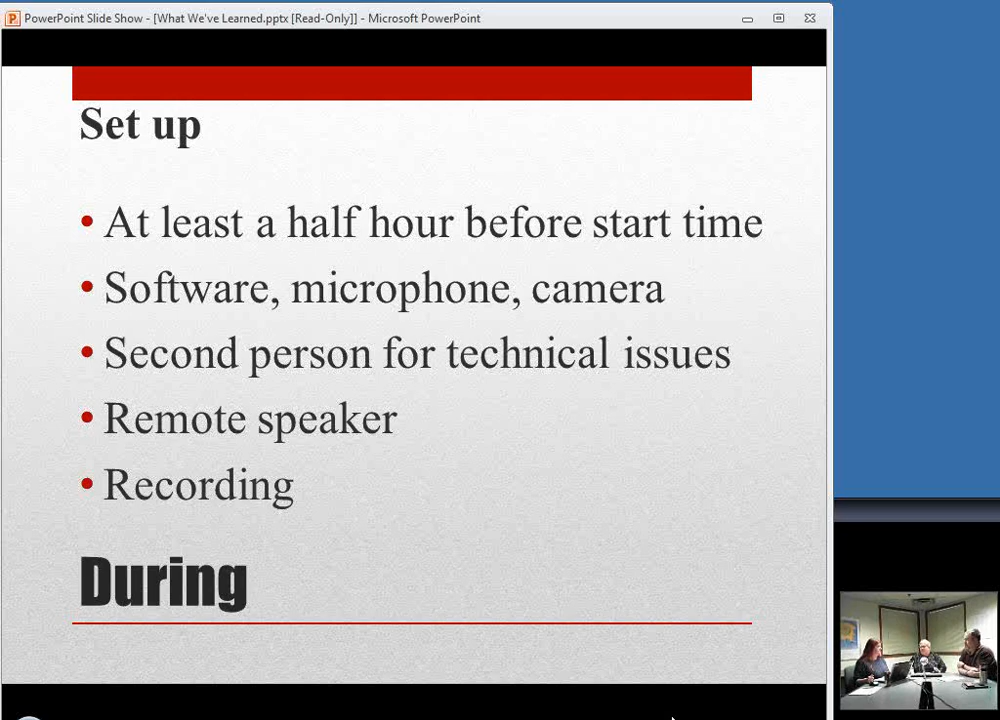 PowerPoint Slide Show - [What We've Learned.pptx [Read-Only]] - Microsoft PowerPoint
Set up
• At least a half hour before start time
• Software, microphone, camera
• Second person for technical issues
• Remote speaker
• Recording
During